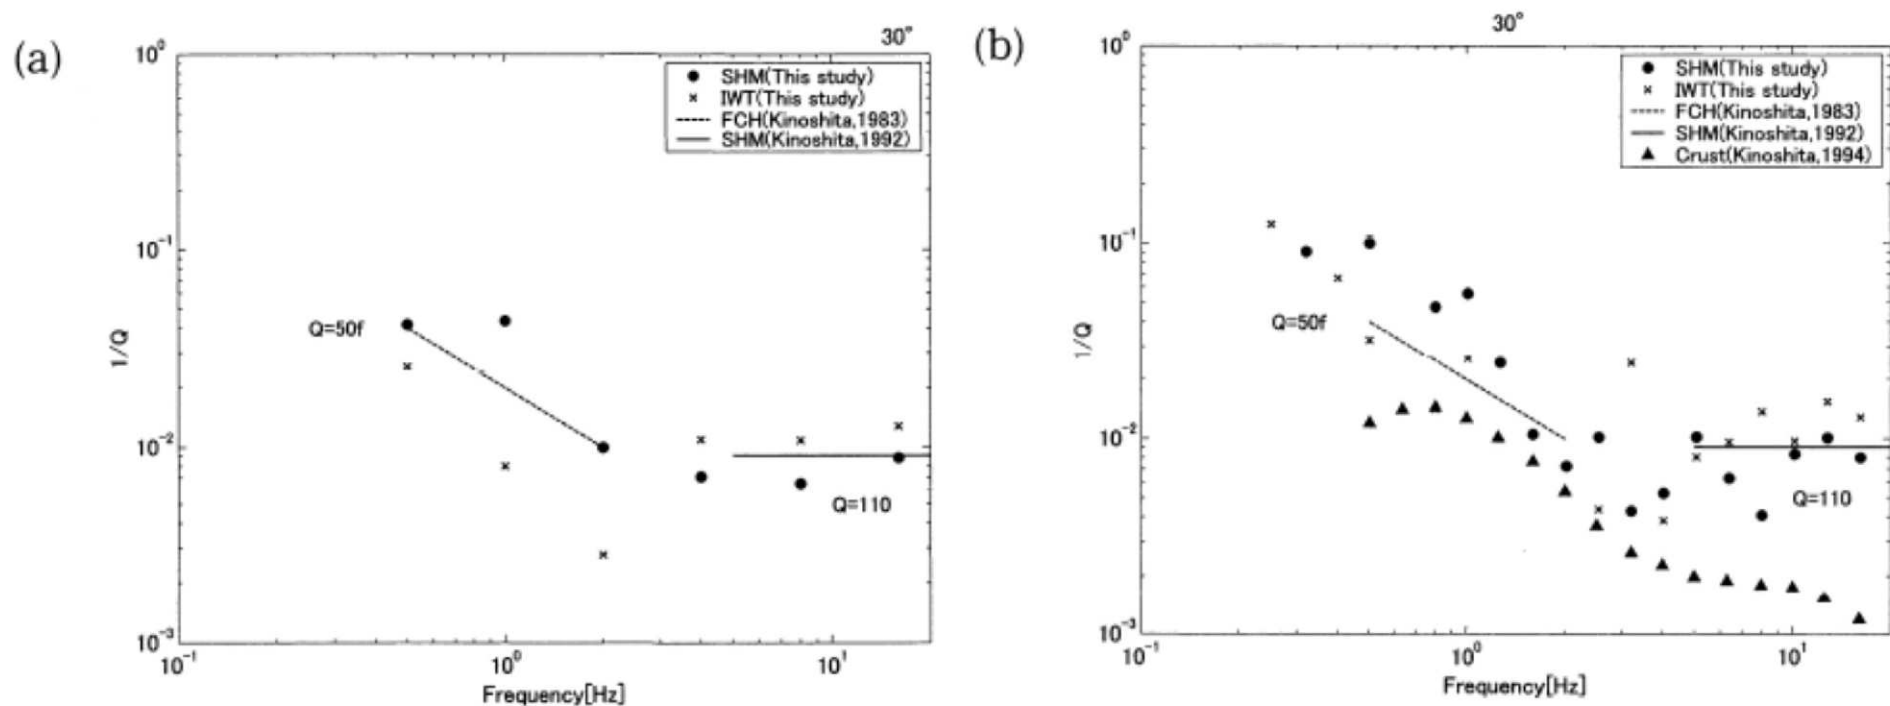 (a)
30°
10⁰
10⁻¹
10⁻²
10⁻³
1/Q
SHM(This study)
IWT(This study)
FCH(Kinoshita,1983)
SHM(Kinoshita,1992)
Q=50f
Q=110
10⁻¹
10⁰
10¹
Frequency[Hz]
(b)
30°
10⁰
10⁻¹
10⁻²
10⁻³
1/Q
SHM(This study)
IWT(This study)
FCH(Kinoshita,1983)
SHM(Kinoshita,1992)
Crust(Kinoshita,1994)
Q=50f
Q=110
10⁻¹
10⁰
10¹
Frequency[Hz]